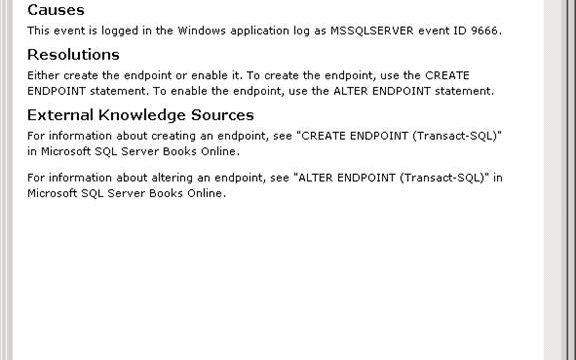 Causes
This event is logged in the Windows application log as MSSQLSERVER event ID 9666.
Resolutions
Either create the endpoint or enable it. To create the endpoint, use the CREATE
ENDPOINT statement. To enable the endpoint, use the ALTER ENDPOINT statement.
External Knowledge Sources
For information about creating an endpoint, see "CREATE ENDPOINT (Transact-SQL)"
in Microsoft SQL Server Books Online.
For information about altering an endpoint, see "ALTER ENDPOINT (Transact-SQL)" in
Microsoft SQL Server Books Online.